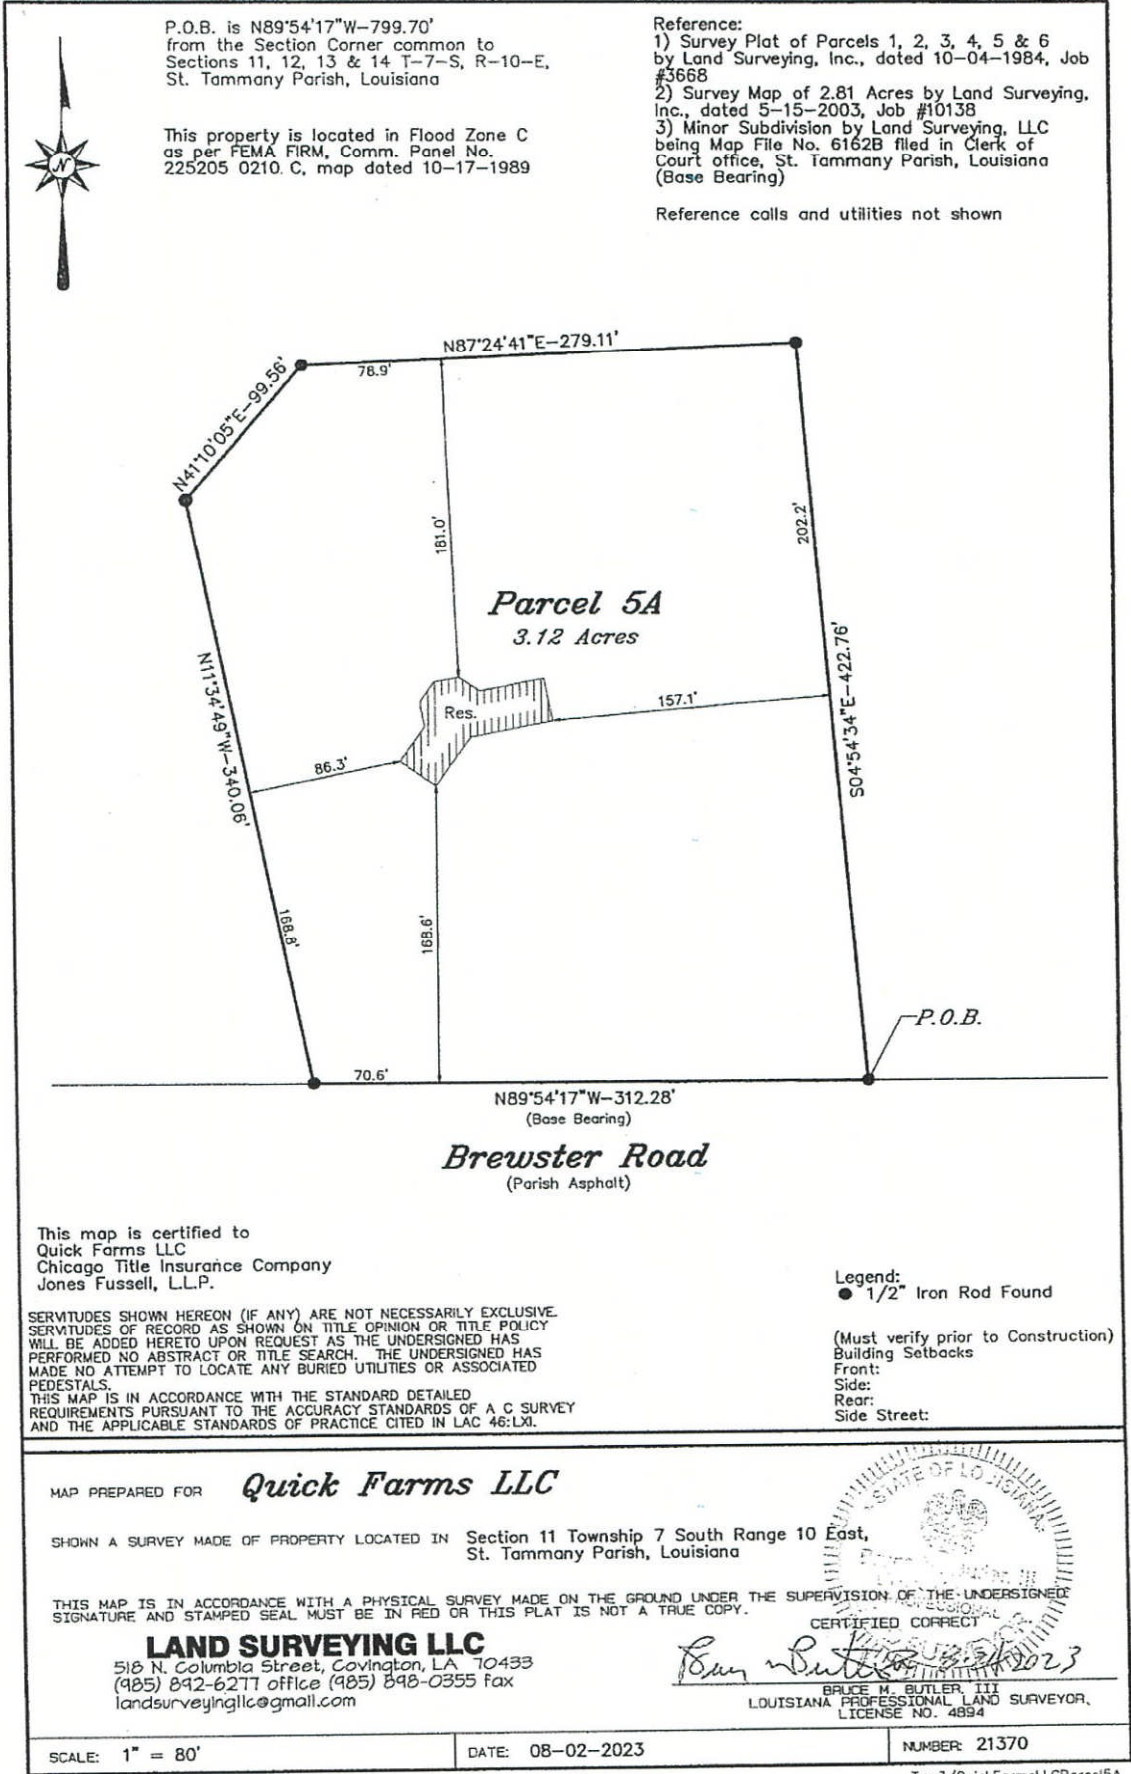 P.O.B. is N89°54'17"W-799.70'
from the Section Corner common to
Sections 11, 12, 13 & 14 T-7-S, R-10-E,
St. Tammany Parish, Louisiana
This property is located in Flood Zone C
as per FEMA FIRM, Comm. Panel No.
225205 0210 C, map dated 10-17-1989
Reference:
1) Survey Plat of Parcels 1, 2, 3, 4, 5 & 6
by Land Surveying, Inc., dated 10-04-1984, Job
#3668
2) Survey Map of 2.81 Acres by Land Surveying,
Inc., dated 5-15-2003, Job #10138
3) Minor Subdivision by Land Surveying, LLC
being Map File No. 6162B filed in Clerk of
Court office, St. Tammany Parish, Louisiana
(Base Bearing)
Reference calls and utilities not shown
N
N87°24'41"E-279.11'
78.9'
N41°10'05"E-99.56'
181.0'
202.2'
Parcel 5A
3.12 Acres
N11°34'49"W-340.06'
Res.
157.1'
S04°54'34"E-422.76'
86.3'
168.8'
168.6'
P.O.B.
70.6'
N89°54'17"W-312.28'
(Base Bearing)
Brewster Road
(Parish Asphalt)
This map is certified to
Quick Farms LLC
Chicago Title Insurance Company
Jones Fussell, L.L.P.
Legend:
1/2" Iron Rod Found
SERVITUDES SHOWN HEREON (IF ANY) ARE NOT NECESSARILY EXCLUSIVE.
SERVITUDES OF RECORD AS SHOWN ON TITLE OPINION OR TITLE POLICY
WILL BE ADDED HERETO UPON REQUEST AS THE UNDERSIGNED HAS
PERFORMED NO ABSTRACT OR TITLE SEARCH. THE UNDERSIGNED HAS
MADE NO ATTEMPT TO LOCATE ANY BURIED UTILITIES OR ASSOCIATED
PEDESTALS.
THIS MAP IS IN ACCORDANCE WITH THE STANDARD DETAILED
REQUIREMENTS PURSUANT TO THE ACCURACY STANDARDS OF A C SURVEY
AND THE APPLICABLE STANDARDS OF PRACTICE CITED IN LAC 46:LXI.
(Must verify prior to Construction)
Building Setbacks
Front:
Side:
Rear:
Side Street:
MAP PREPARED FOR Quick Farms LLC
STATE OF LOUISIANA
SHOWN A SURVEY MADE OF PROPERTY LOCATED IN Section 11 Township 7 South Range 10 East,
St. Tammany Parish, Louisiana
THIS MAP IS IN ACCORDANCE WITH A PHYSICAL SURVEY MADE ON THE GROUND UNDER THE SUPERVISION OF THE UNDERSIGNED
SIGNATURE AND STAMPED SEAL MUST BE IN RED OR THIS PLAT IS NOT A TRUE COPY.
CERTIFIED CORRECT
LAND SURVEYING LLC
518 N. Columbia Street, Covington, LA 70433
(985) 892-6277 office (985) 898-0355 fax
landsurveyingllc@gmail.com
BRUCE M. BUTLER, III
LOUISIANA PROFESSIONAL LAND SURVEYOR,
LICENSE NO. 4894
SCALE: 1" = 80'
DATE: 08-02-2023
NUMBER: 21370